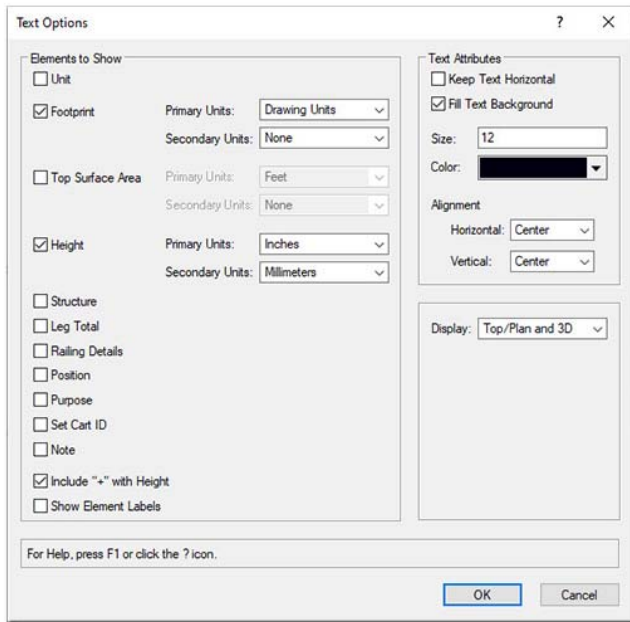 Text Options
Elements to Show
Unit
Footprint
Primary Units: Drawing Units
Secondary Units: None
Top Surface Area
Primary Units: Feet
Secondary Units: None
Height
Primary Units: Inches
Secondary Units: Millimeters
Structure
Leg Total
Railing Details
Position
Purpose
Set Cart ID
Note
Include "+" with Height
Show Element Labels
Text Attributes
Keep Text Horizontal
Fill Text Background
Size: 12
Color:
Alignment
Horizontal: Center
Vertical: Center
Display: Top/Plan and 3D
For Help, press F1 or click the ? icon.
OK
Cancel